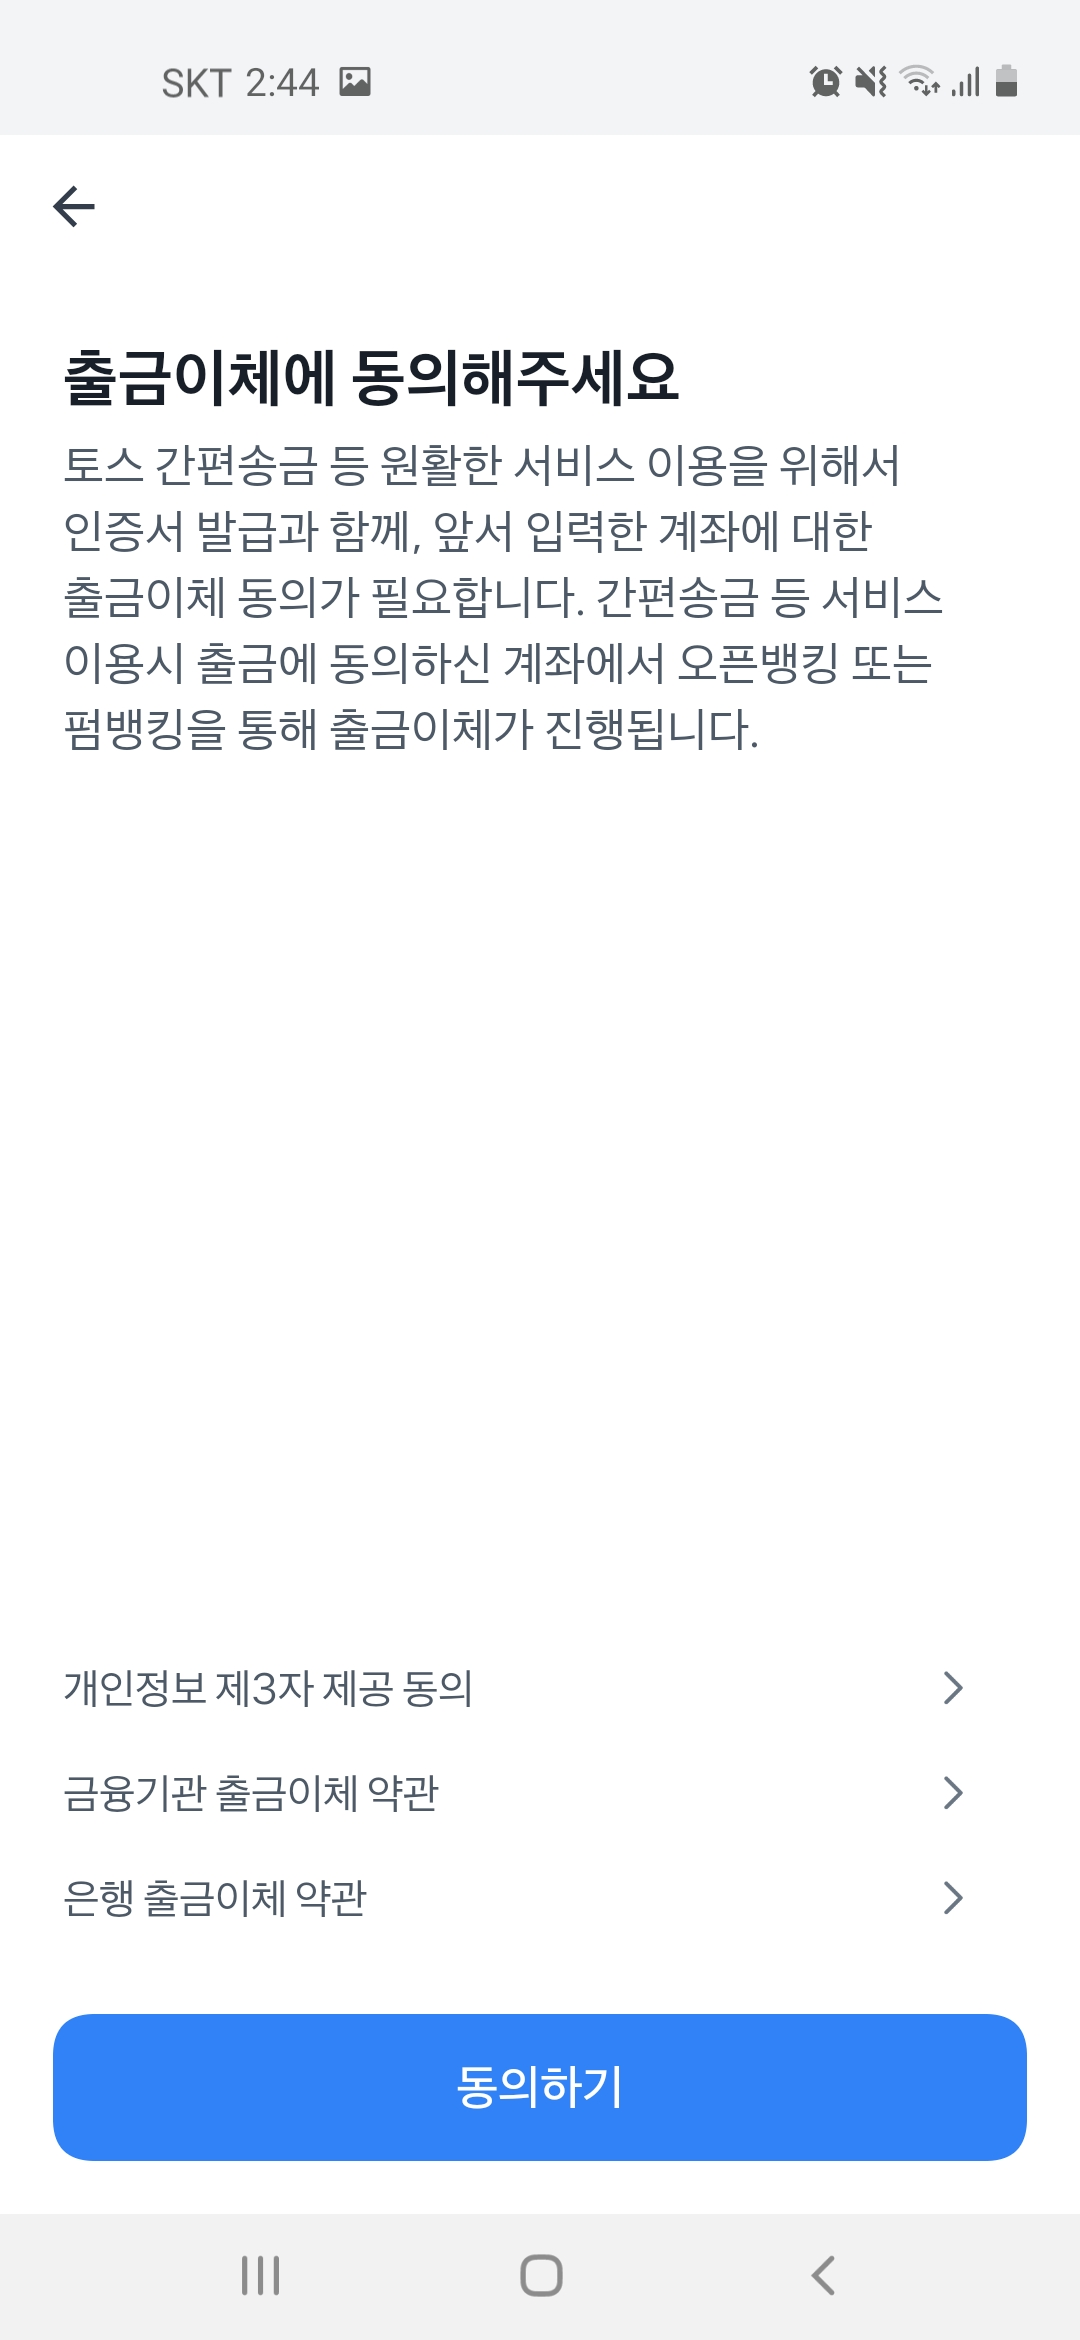 SKT 2:44
출금이체에 동의해주세요
토스 간편송금 등 원활한 서비스 이용을 위해서
인증서 발급과 함께, 앞서 입력한 계좌에 대한
출금이체 동의가 필요합니다. 간편송금 등 서비스
이용시 출금에 동의하신 계좌에서 오픈뱅킹 또는
펌뱅킹을 통해 출금이체가 진행됩니다.
개인정보 제3자 제공 동의
금융기관 출금이체 약관
은행 출금이체 약관
동의하기